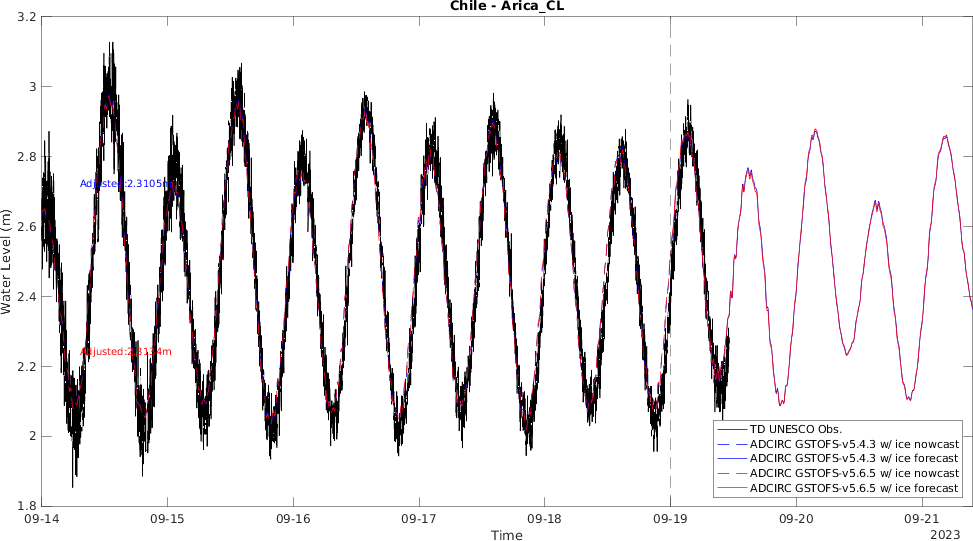 Chile - Arica_CL
3.2
3
2.8
2.6
2.4
2.2
2
1.8
Water Level (m)
Adjusted:2.3105m
Adjusted:2.3134m
TD UNESCO Obs.
ADCIRC GSTOFS-v5.4.3 w/ ice nowcast
ADCIRC GSTOFS-v5.4.3 w/ ice forecast
ADCIRC GSTOFS-v5.6.5 w/ ice nowcast
ADCIRC GSTOFS-v5.6.5 w/ ice forecast
09-14 09-15 09-16 09-17 09-18 09-19 09-20 09-21
Time
2023